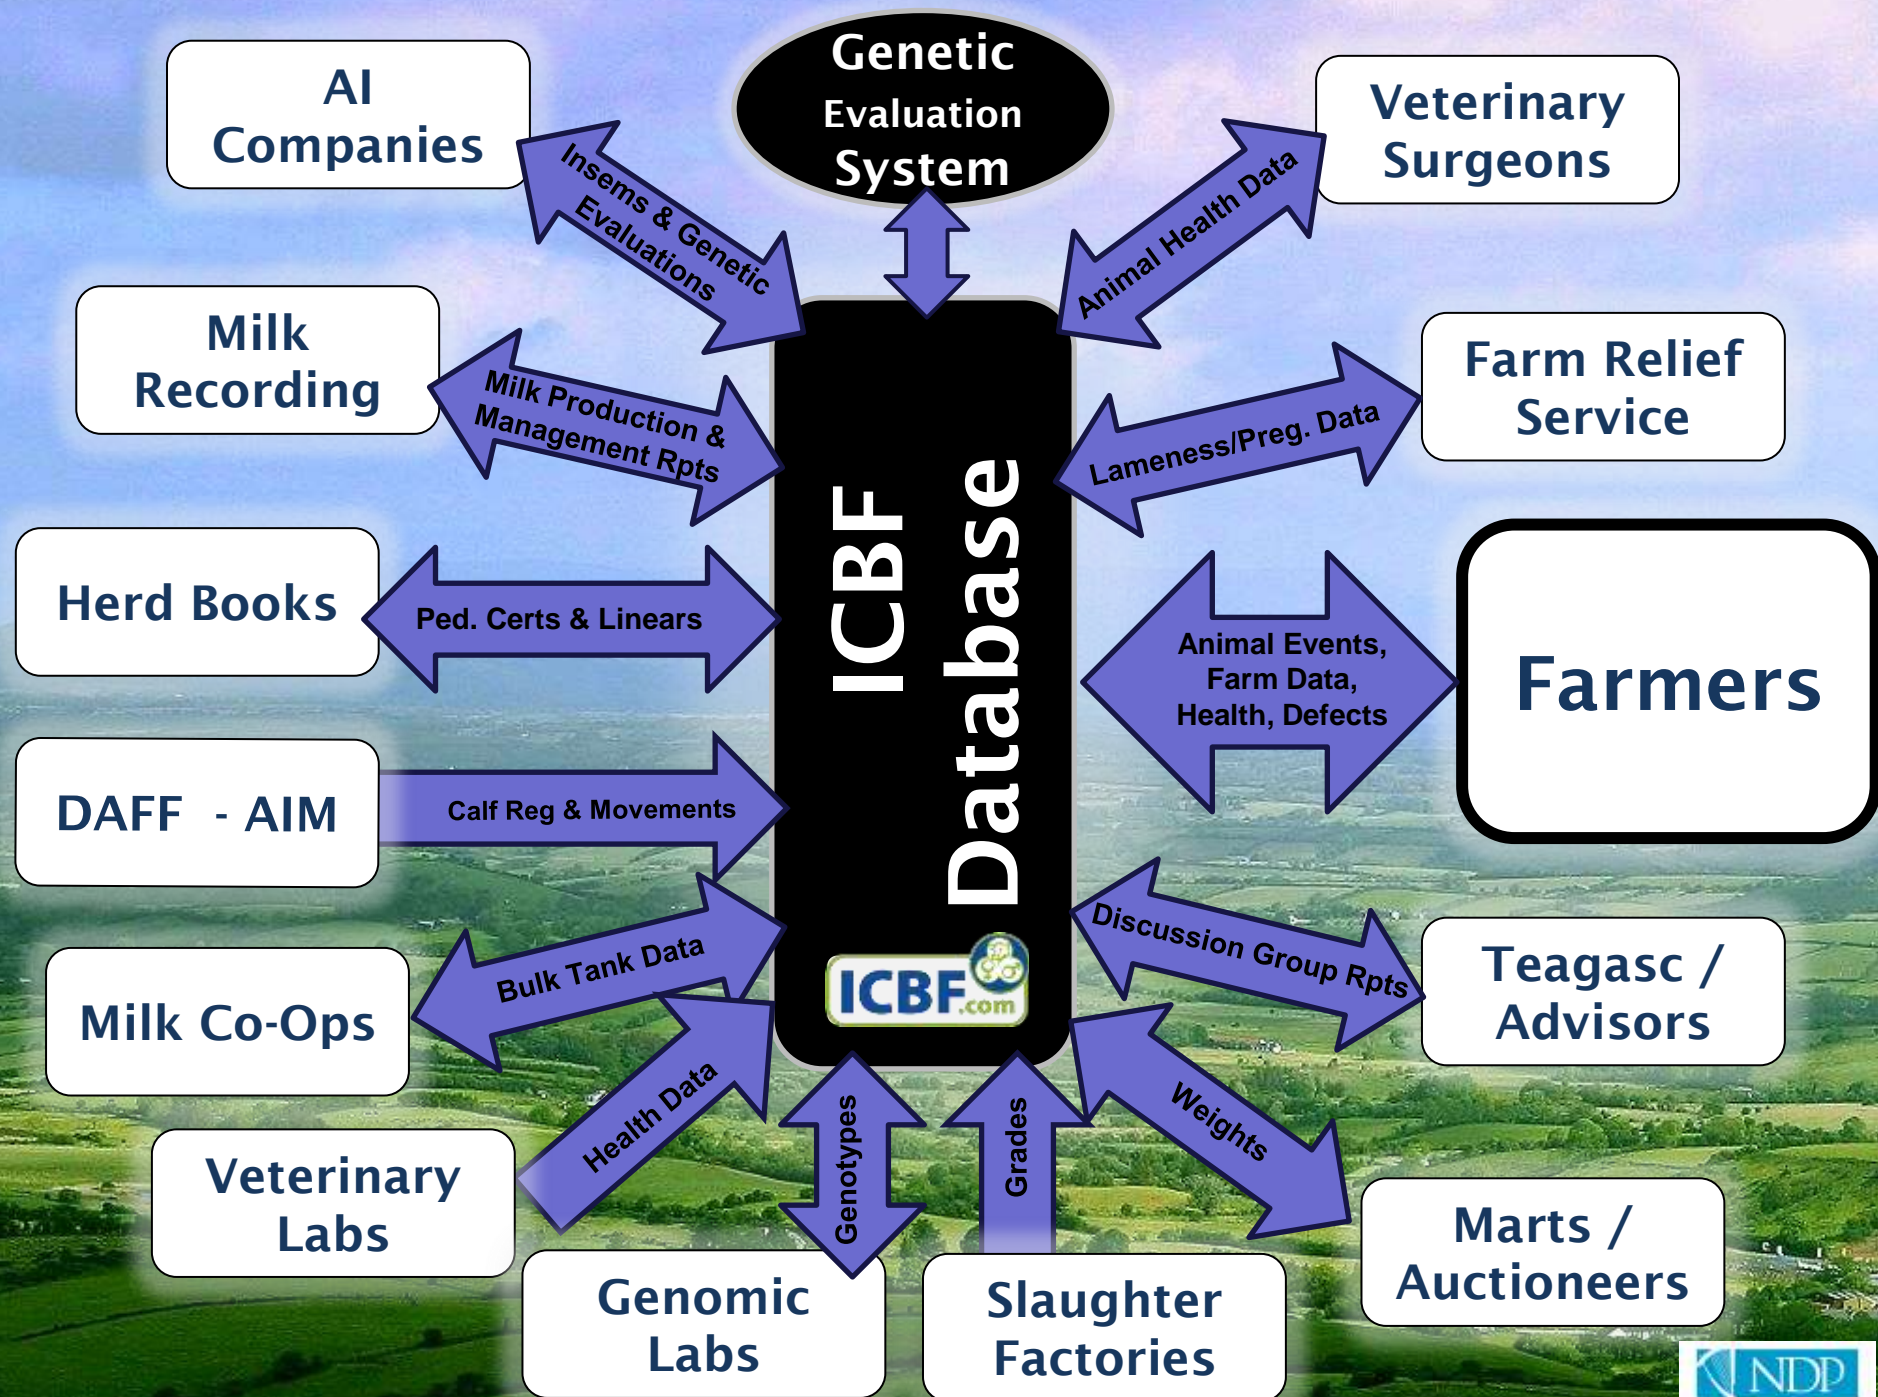 Genetic
Evaluation
System
AI
Companies
Insems & Genetic
Evaluations
Veterinary
Surgeons
Animal Health Data
Milk
Recording
Milk Production &
Management Rpts
Farm Relief
Service
Lameness/Preg. Data
Herd Books
Ped. Certs & Linears
ICBF
Database
Animal Events,
Farm Data,
Health, Defects
Farmers
DAFF - AIM
Calf Reg & Movements
Milk Co-Ops
Bulk Tank Data
ICBF.com
Discussion Group Rpts
Teagasc /
Advisors
Veterinary
Labs
Health Data
Genotypes
Genomic
Labs
Grades
Slaughter
Factories
Weights
Marts /
Auctioneers
NDP